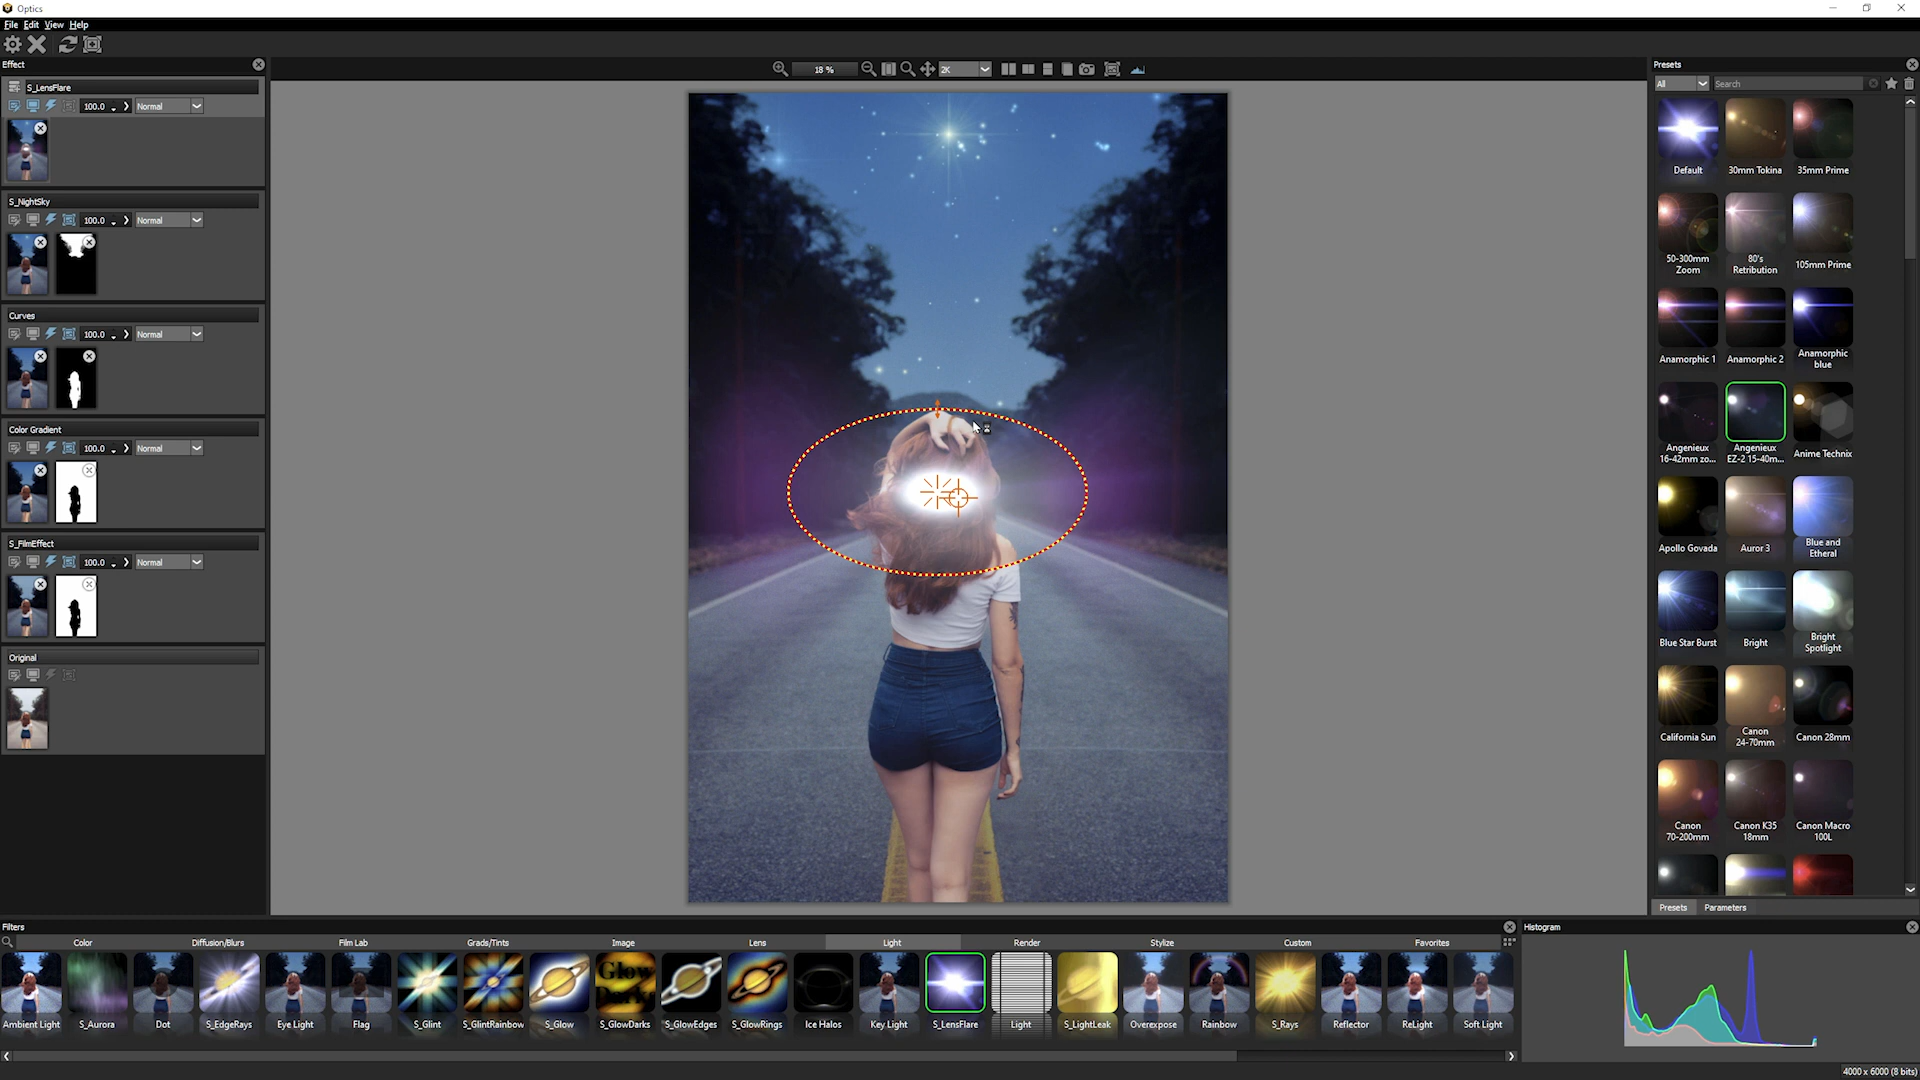 Optics
File Edit View Help
Effect
S_LensFlare
100.0 Normal
S_NightSky
100.0 Normal
Curves
100.0 Normal
Color Gradient
100.0 Normal
S_FilmEffect
100.0 Normal
Original
18 %
2K
Presets
All Search
Default 30mm Tokina 35mm Prime
50-300mm Zoom
80's Retribution
105mm Prime
Anamorphic 1 Anamorphic 2
Anamorphic blue
Angenieux 16-42mm zo...
Angenieux EZ-2 15-40m...
Anime Technix
Apollo Govada Auror 3
Blue and Etheral
Blue Star Burst Bright
Bright Spotlight
California Sun
Canon 24-70mm
Canon 28mm
Canon 70-200mm
Canon K35 18mm
Canon Macro 100L
Presets Parameters
Filters
Color Diffusion/Blurs Film Lab Grads/Tints Image Lens Light Render Stylize Custom Favorites
Glow Darks
Ambient Light S_Aurora Dot S_EdgeRays Eye Light Flag S_Glint S_GlintRainbow S_Glow S_GlowDarks S_GlowEdges S_GlowRings Ice Halos Key Light S_LensFlare Light S_LightLeak Overexpose Rainbow S_Rays Reflector ReLight Soft Light
Histogram
4000 x 6000 (8 bits)